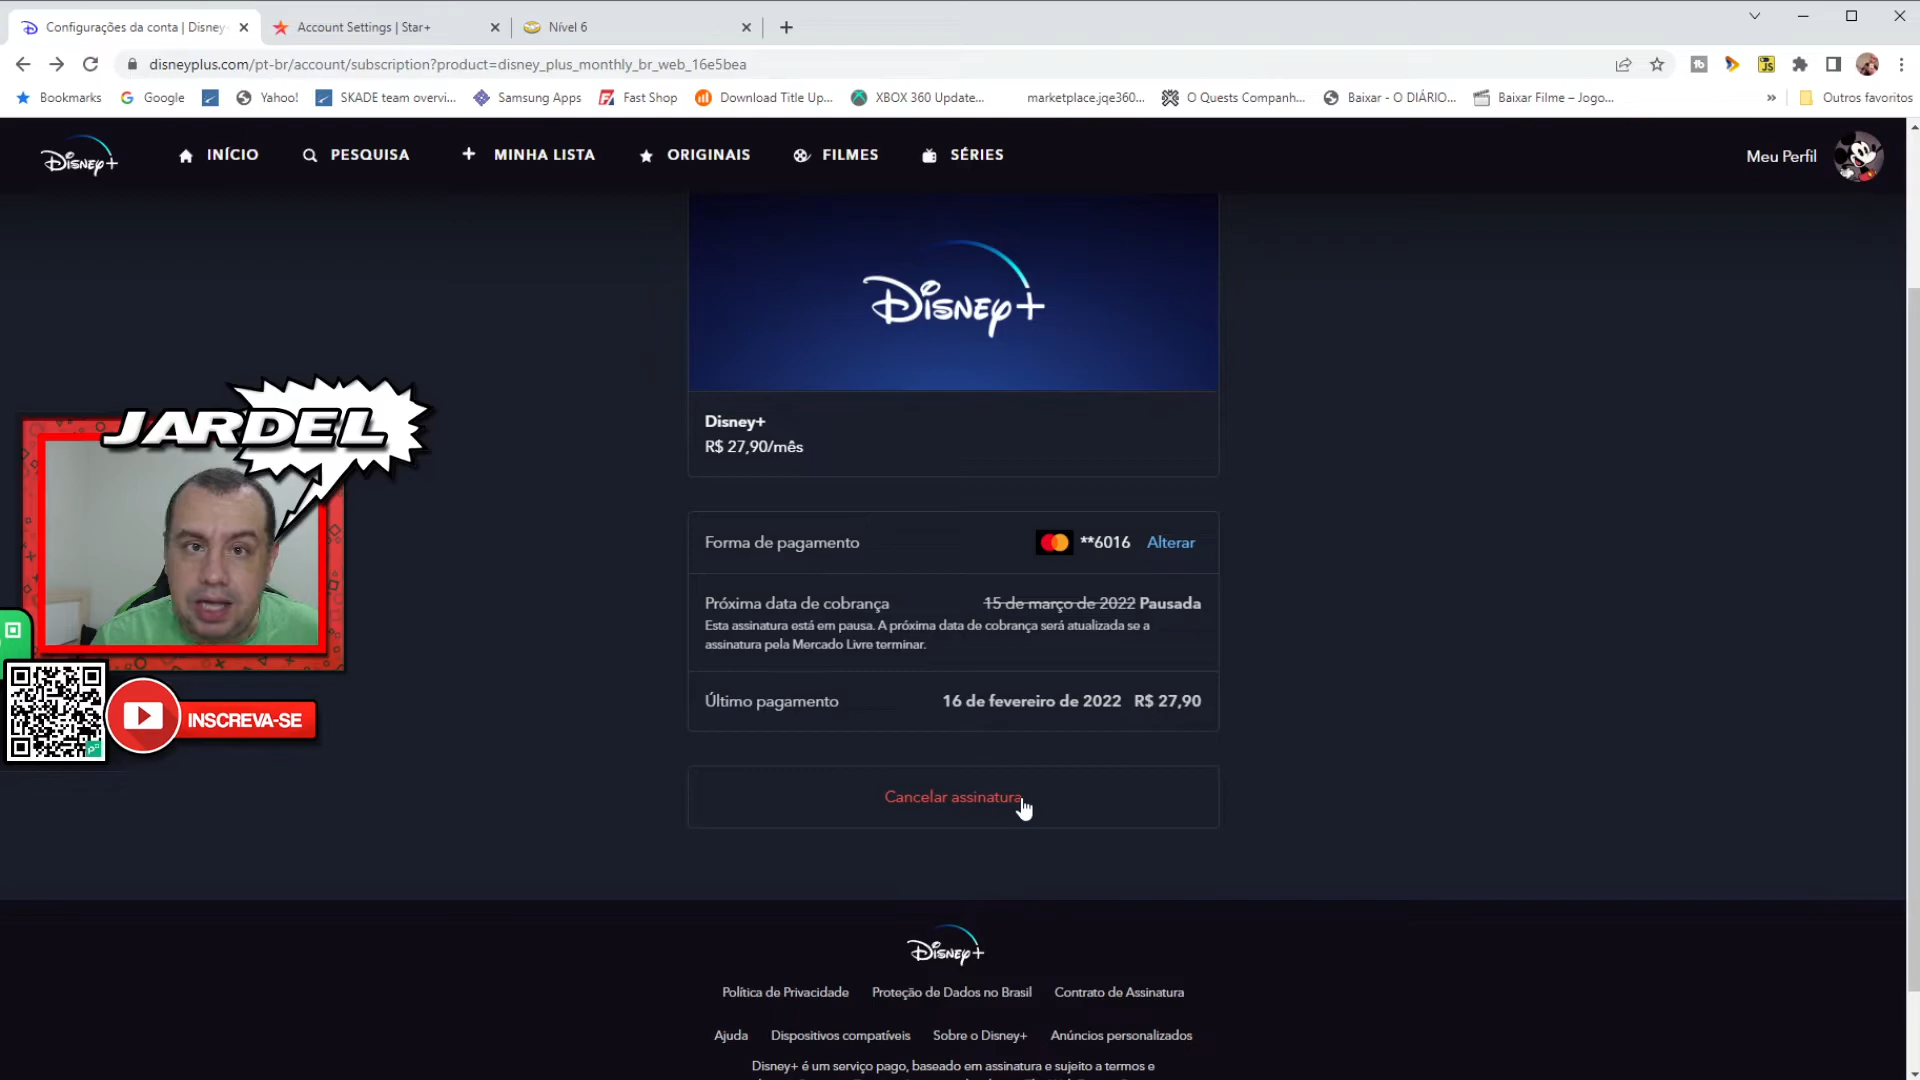 Configurações da conta | Disney
Account Settings | Star+
Nível 6
disneyplus.com/pt-br/account/subscription?product=disney_plus_monthly_br_web_16e5bea
Bookmarks
Google
Yahoo!
SKADE team overvi...
Samsung Apps
Fast Shop
Download Title Up...
XBOX 360 Update...
marketplace.jqe360...
O Quests Companh...
Baixar - O DIÁRIO...
Baixar Filme – Jogo...
»
Outros favoritos
Disney+
INÍCIO
PESQUISA
MINHA LISTA
ORIGINAIS
FILMES
SÉRIES
Meu Perfil
Disney+
Disney+
R$ 27,90/mês
JARDEL
Forma de pagamento
**6016
Alterar
Próxima data de cobrança
15 de março de 2022 Pausada
Esta assinatura está em pausa. A próxima data de cobrança será atualizada se a
assinatura pela Mercado Livre terminar.
Último pagamento
16 de fevereiro de 2022 R$ 27,90
INSCREVA-SE
Cancelar assinatura
Disney+
Política de Privacidade
Proteção de Dados no Brasil
Contrato de Assinatura
Ajuda
Dispositivos compatíveis
Sobre o Disney+
Anúncios personalizados
Disney+ é um serviço pago, baseado em assinatura e sujeito a termos e